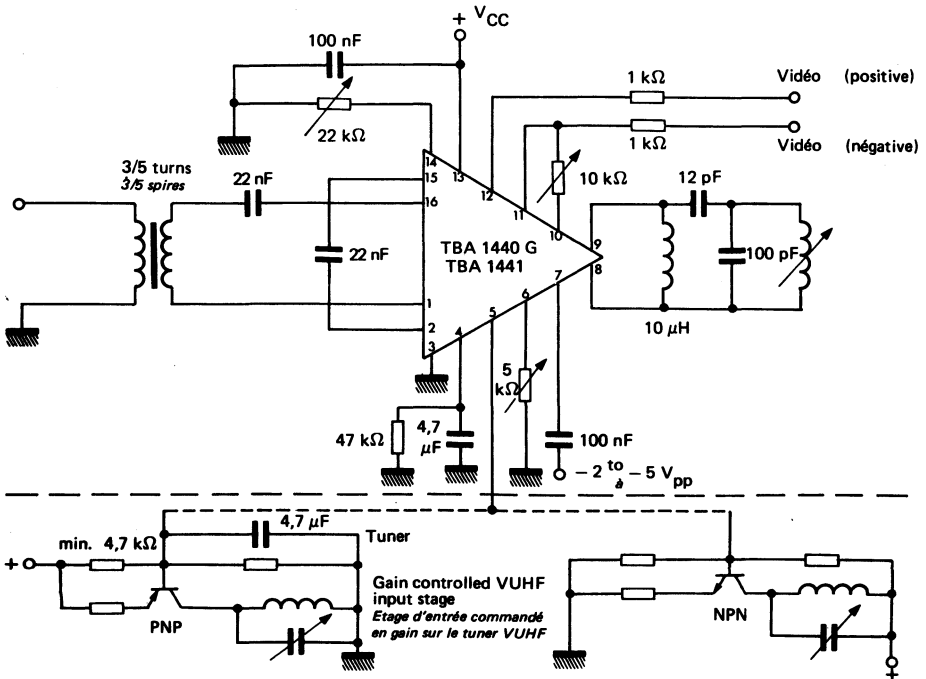 + VCC
100 nF
22 kΩ
1 kΩ
Vidéo (positive)
1 kΩ
Vidéo (négative)
3/5 turns
3/5 spires
22 nF
22 nF
14
15
16
13
12
11
10
9
8
7
6
5
4
3
2
1
TBA 1440 G
TBA 1441
10 kΩ
12 pF
100 pF
10 µH
47 kΩ
4,7
µF
5
kΩ
100 nF
− 2 to à − 5 Vpp
min. 4,7 kΩ
4,7 µF
Tuner
+
PNP
Gain controlled VUHF
input stage
Etage d'entrée commandé
en gain sur le tuner VUHF
NPN
+